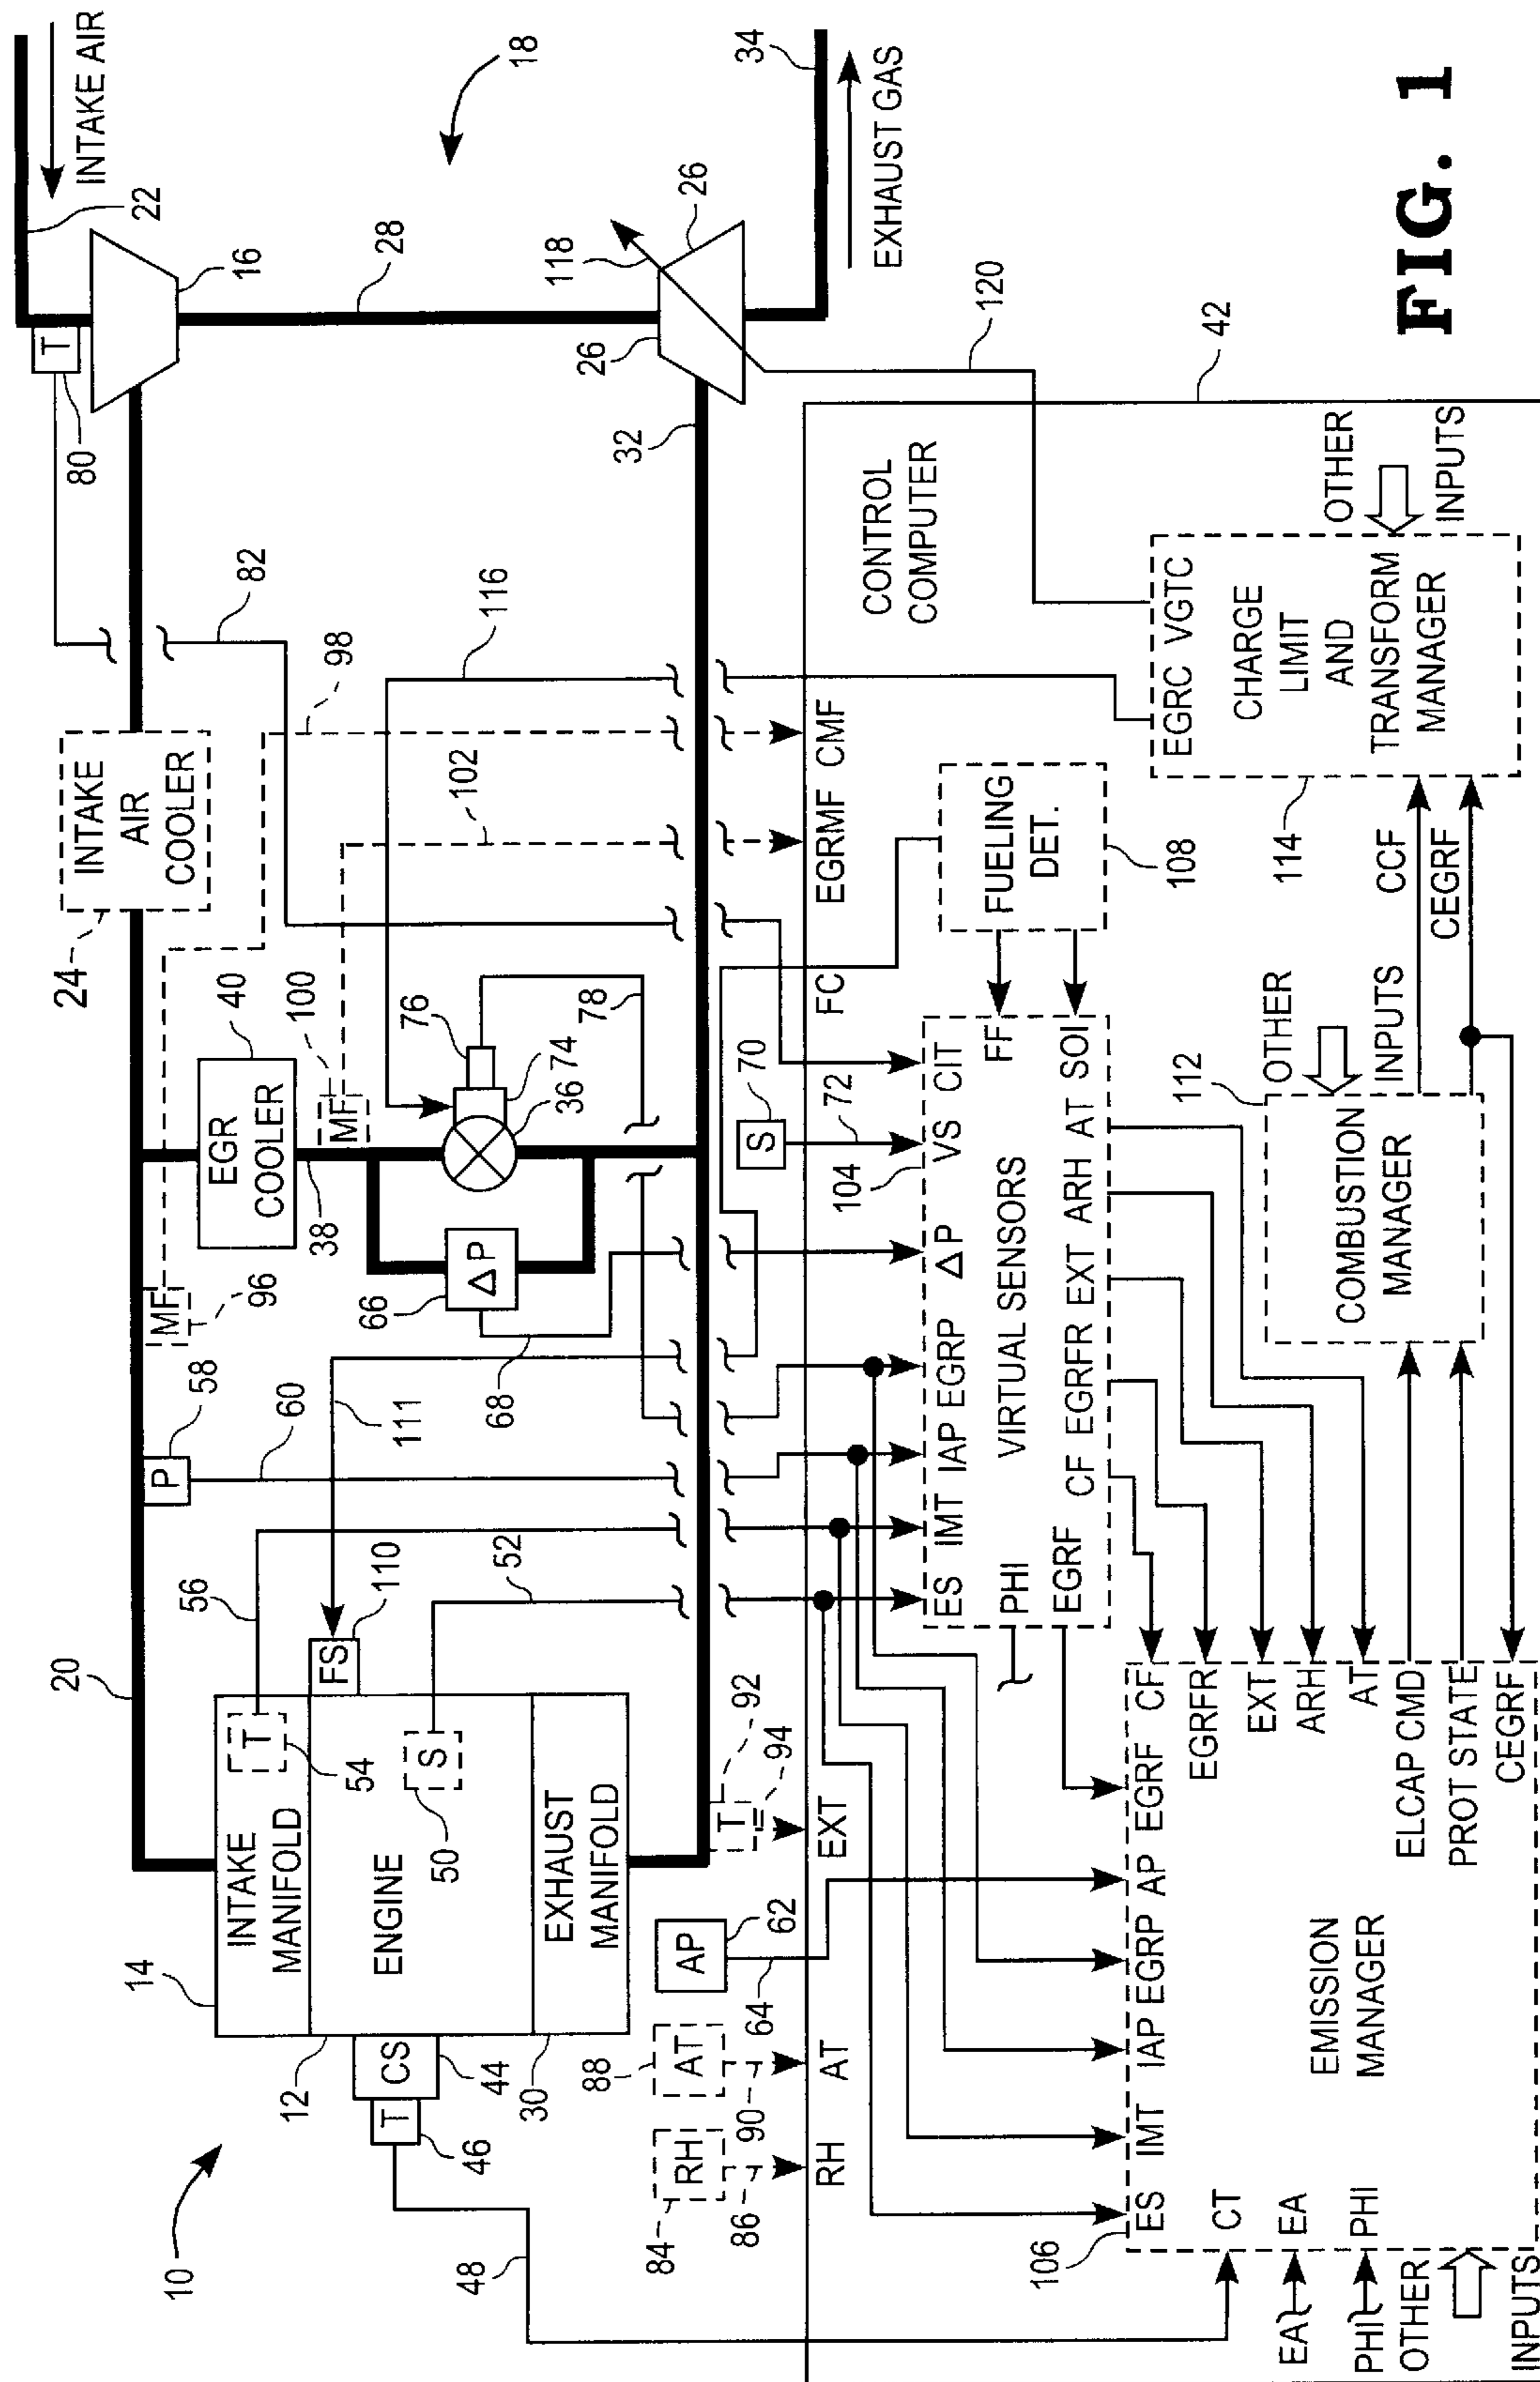 INTAKE AIR
22
18
34
EXHAUST GAS
16
28
26
26
118
T
80
32
120
42
82
INTAKE
AIR
COOLER
24
98
116
102
CONTROL
COMPUTER
EGR
COOLER
40
38
100
MF
76
74
36
78
ΔP
66
68
MF
96
P
58
60
111
56
52
20
FS
110
14
INTAKE
MANIFOLD
T
54
ENGINE
S
50
EXHAUST
MANIFOLD
12
30
CS
44
T
46
48
10
T
92
94
EXT
AP
62
64
AT
88
90
AT
RH
84
86
RH
EGRMF CMF
FC
FUELING
DET.
108
S
70
72
104
ES IMT IAP EGRP ΔP VS CIT
FF
SOI
VIRTUAL SENSORS
PHI
EGRF
CF EGRFR EXT ARH AT
EGRC VGTC
CHARGE
LIMIT
AND
TRANSFORM
MANAGER
114
OTHER
INPUTS
CCF
CEGRF
112
OTHER
INPUTS
COMBUSTION
MANAGER
106
ES IMT IAP EGRP AP EGRF CF
EGRFR
EXT
ARH
AT
ELCAP CMD
PROT STATE
CEGRF
EMISSION
MANAGER
CT
EA
EA
PHI
PHI
OTHER
INPUTS
FIG. 1